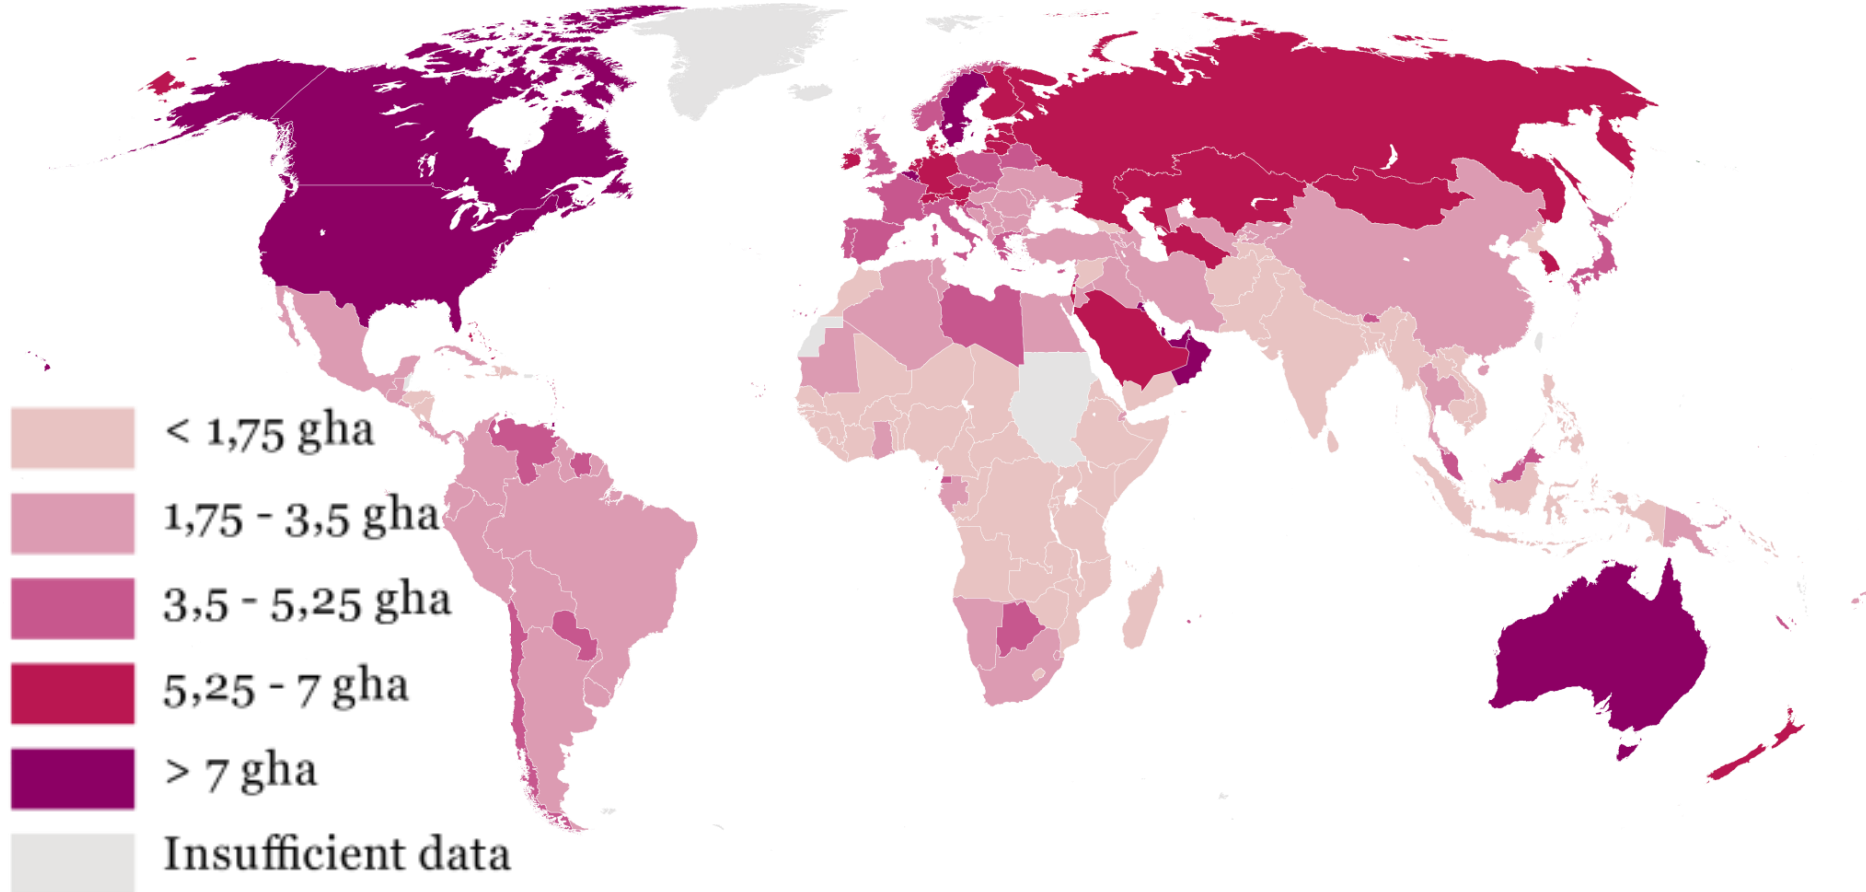 < 1,75 gha
1,75 - 3,5 gha
3,5 - 5,25 gha
5,25 - 7 gha
> 7 gha
Insufficient data